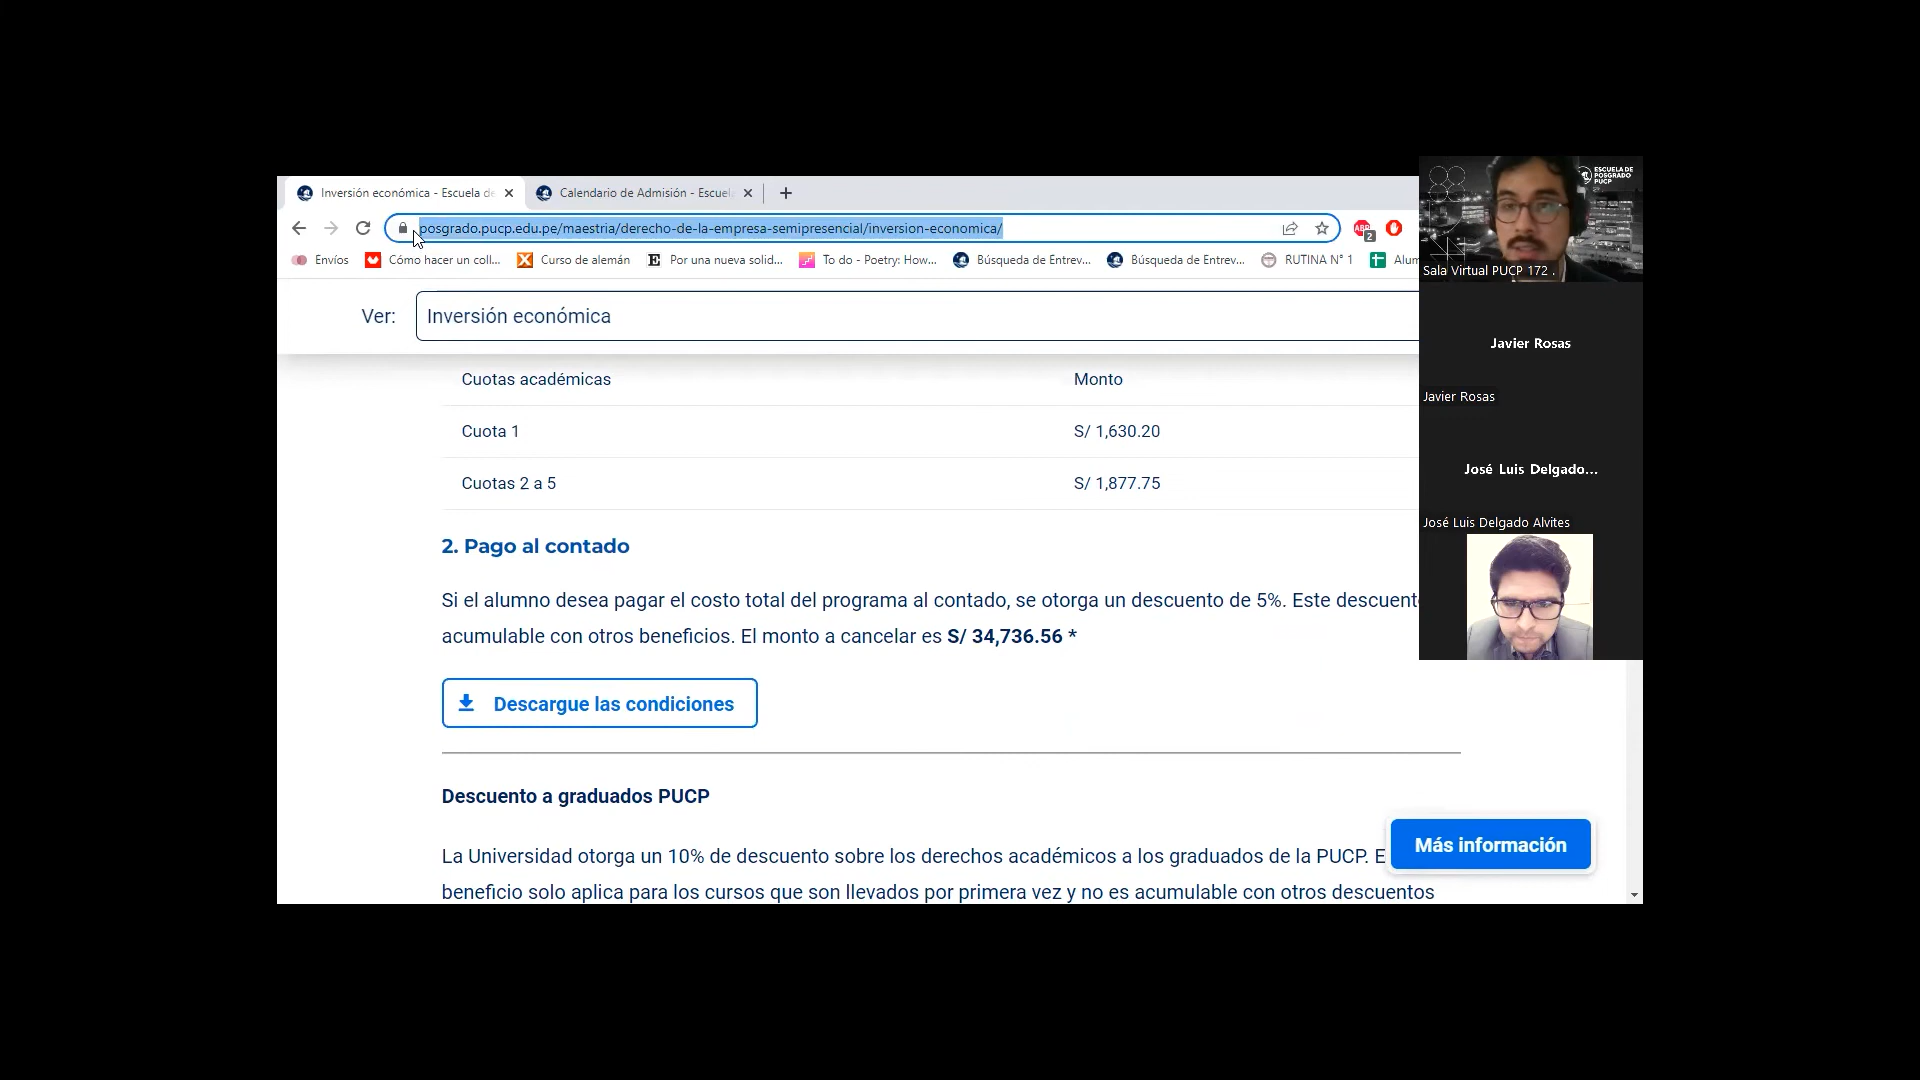 Inversión económica - Escuela de
Calendario de Admisión - Escuel
posgrado.pucp.edu.pe/maestria/derecho-de-la-empresa-semipresencial/inversion-economica/
ABP
2
Envíos
Cómo hacer un coll...
Curso de alemán
E
Por una nueva solid...
To do - Poetry: How...
Búsqueda de Entrev...
Búsqueda de Entrev...
RUTINA N° 1
Alum
Ver:
Inversión económica
Cuotas académicas
Monto
Cuota 1
S/ 1,630.20
Cuotas 2 a 5
S/ 1,877.75
2. Pago al contado
Si el alumno desea pagar el costo total del programa al contado, se otorga un descuento de 5%. Este descuent
acumulable con otros beneficios. El monto a cancelar es S/ 34,736.56 *
Descargue las condiciones
Descuento a graduados PUCP
La Universidad otorga un 10% de descuento sobre los derechos académicos a los graduados de la PUCP. E
beneficio solo aplica para los cursos que son llevados por primera vez y no es acumulable con otros descuentos
Más información
ESCUELA DE
POSGRADO
PUCP
Sala Virtual PUCP 172 .
Javier Rosas
Javier Rosas
José Luis Delgado...
José Luis Delgado Alvites